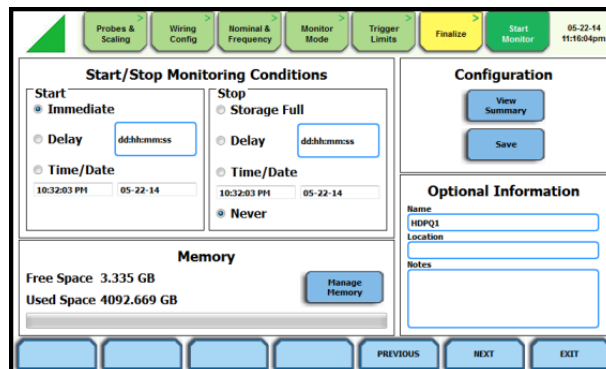 Probes & Scaling
Wiring Config
Nominal & Frequency
Monitor Mode
Trigger Limits
Finalize
Start Monitor
05-22-14
11:16:04pm
Start/Stop Monitoring Conditions
Start
Immediate
Delay
dd:hh:mm:ss
Time/Date
10:32:03 PM
05-22-14
Stop
Storage Full
Delay
dd:hh:mm:ss
Time/Date
10:32:03 PM
05-22-14
Never
Configuration
View Summary
Save
Memory
Free Space 3.335 GB
Used Space 4092.669 GB
Manage Memory
Optional Information
Name
HDPQ1
Location
Notes
PREVIOUS
NEXT
EXIT